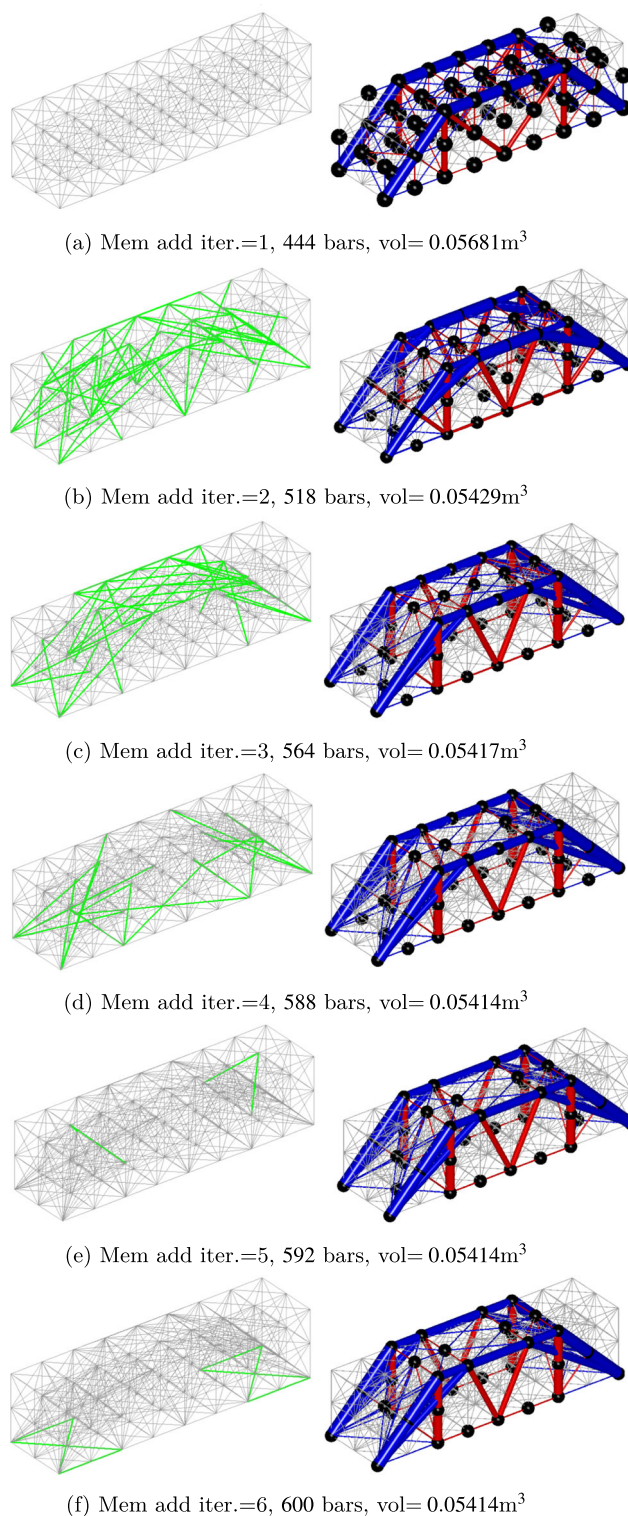 (a) Mem add iter.=1, 444 bars, vol= 0.05681m³
(b) Mem add iter.=2, 518 bars, vol= 0.05429m³
(c) Mem add iter.=3, 564 bars, vol= 0.05417m³
(d) Mem add iter.=4, 588 bars, vol= 0.05414m³
(e) Mem add iter.=5, 592 bars, vol= 0.05414m³
(f) Mem add iter.=6, 600 bars, vol= 0.05414m³